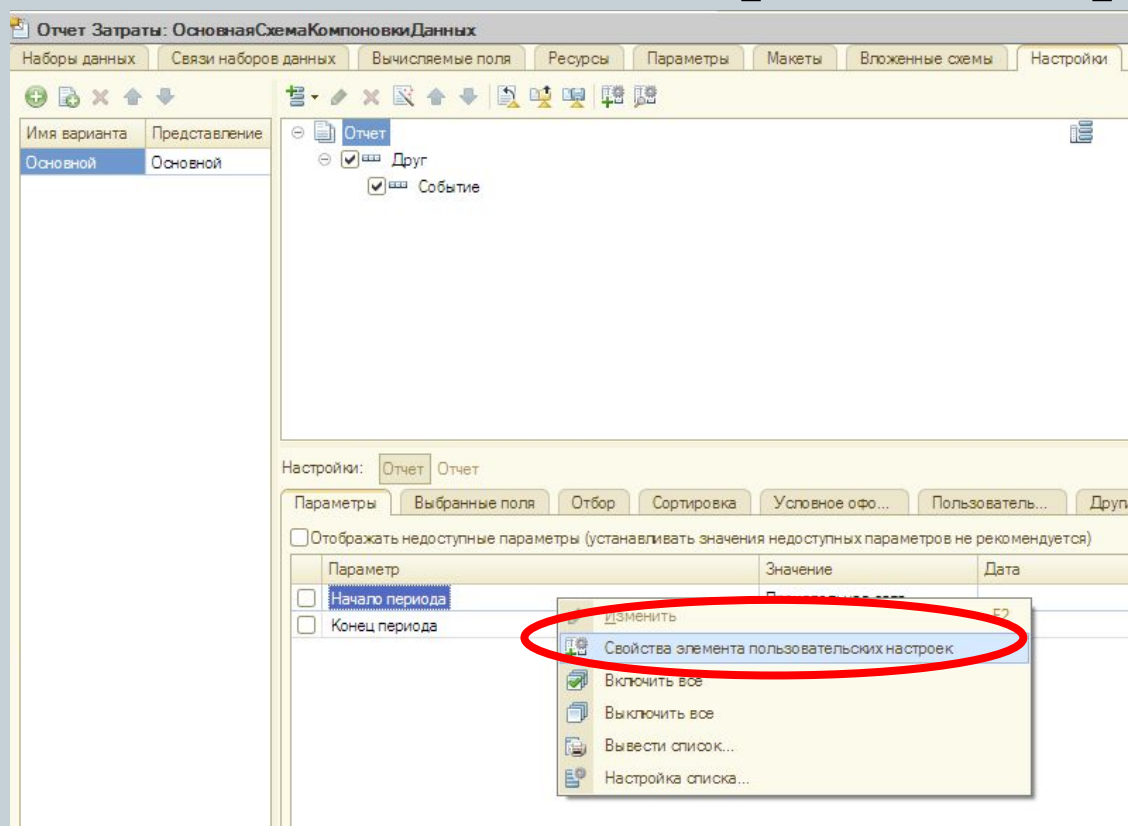 Отчет Затраты: ОсновнаяСхемаКомпоновкиДанных
Наборы данных Связи наборов данных Вычисляемые поля Ресурсы Параметры Макеты Вложенные схемы Настройки
Имя варианта Представление
Основной Основной
Отчет
Друг
Событие
Настройки: Отчет Отчет
Параметры Выбранные поля Отбор Сортировка Условное офо... Пользователь...
Отображать недоступные параметры (устанавливать значения недоступных параметров не рекомендуется)
Параметр Значение Дата
Начало периода
Конец периода
Изменить F2
Свойства элемента пользовательских настроек
Включить все
Выключить все
Вывести список...
Настройка списка...